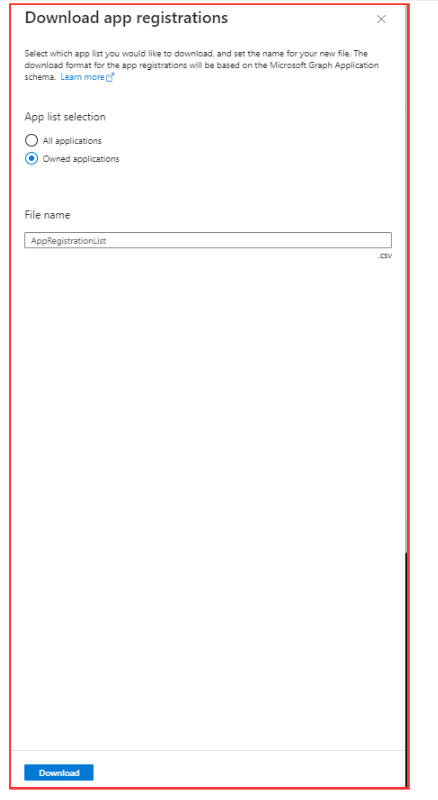 Download app registrations
Select which app list you would like to download, and set the name for your new file. The
download format for the app registrations will be based on the Microsoft Graph Application
schema. Learn more
App list selection
All applications
Owned applications
File name
AppRegistrationList
.csv
Download